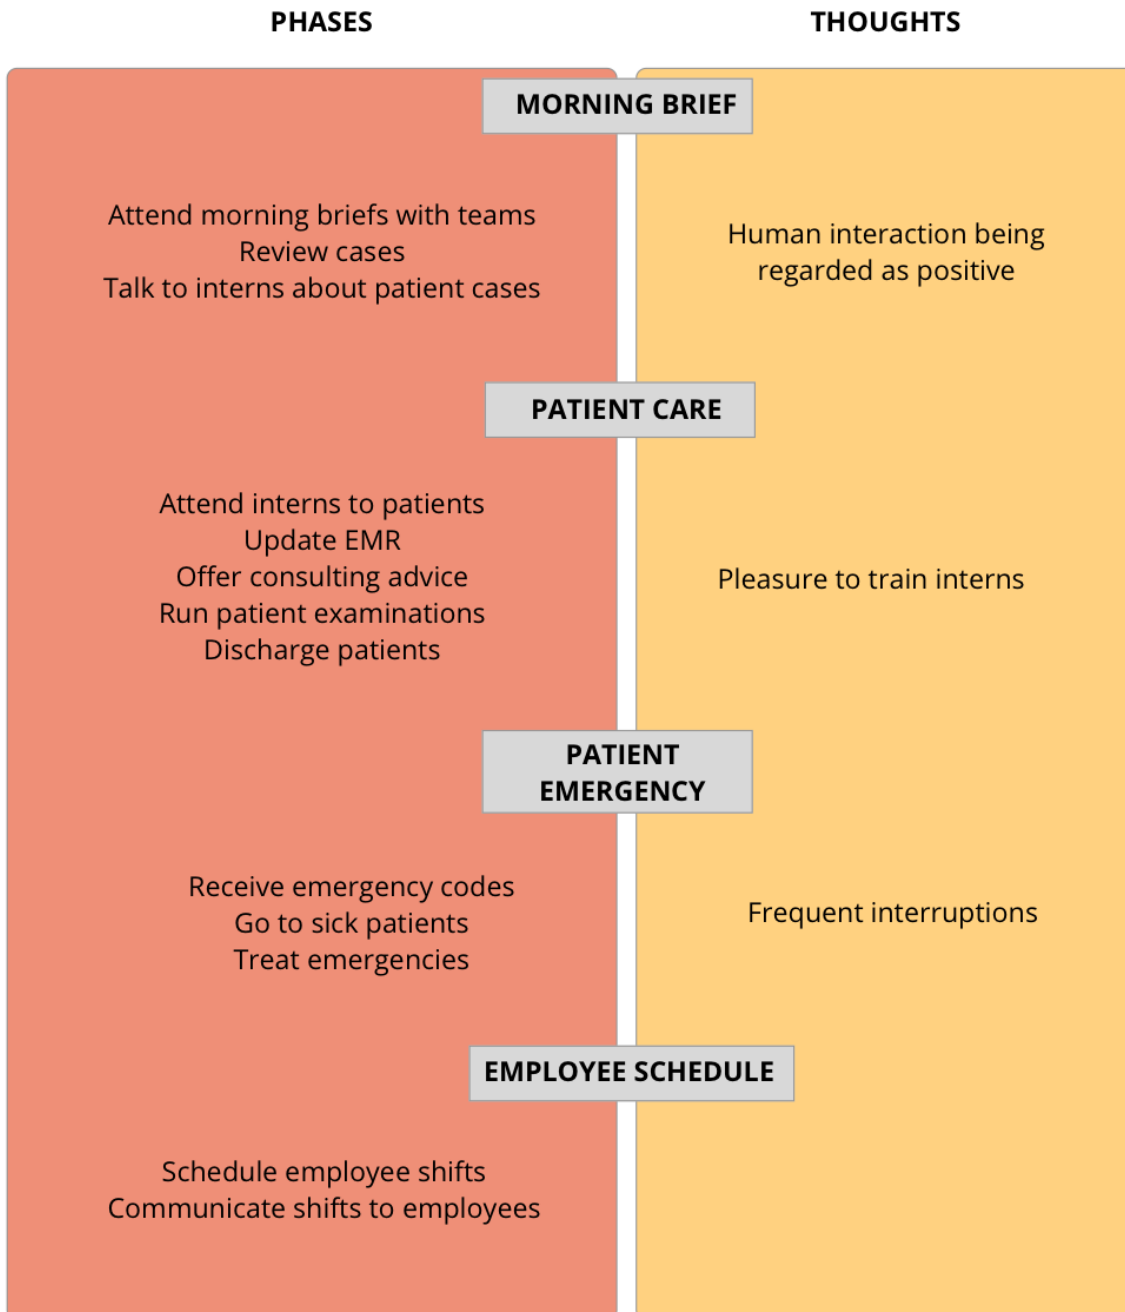 PHASES
THOUGHTS
MORNING BRIEF
Attend morning briefs with teams
Review cases
Talk to interns about patient cases
Human interaction being
regarded as positive
PATIENT CARE
Attend interns to patients
Update EMR
Offer consulting advice
Run patient examinations
Discharge patients
Pleasure to train interns
PATIENT
EMERGENCY
Receive emergency codes
Go to sick patients
Treat emergencies
Frequent interruptions
EMPLOYEE SCHEDULE
Schedule employee shifts
Communicate shifts to employees